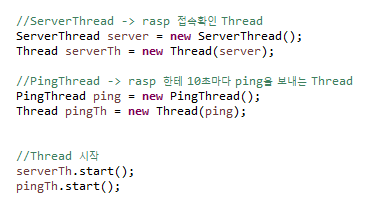 //ServerThread -> rasp 접속확인 Thread
ServerThread server = new ServerThread();
Thread serverTh = new Thread(server);
//PingThread -> rasp 한테 10초마다 ping을 보내는 Thread
PingThread ping = new PingThread();
Thread pingTh = new Thread(ping);
//Thread 시작
serverTh.start();
pingTh.start();